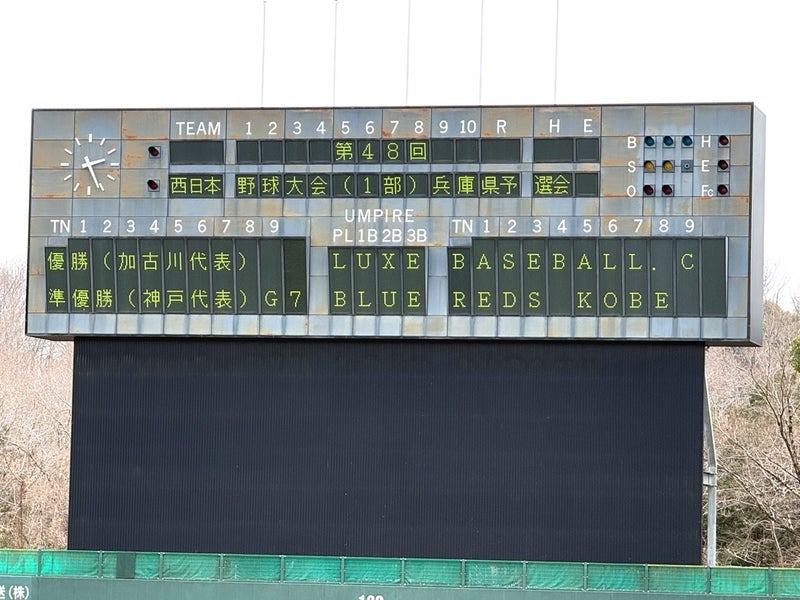 TEAM 1 2 3 4 5 6 7 8 9 10 R H E
第48回
西日本 野球大会(1部)兵庫県予 選会
B H
S E
O Fc
UMPIRE
TN 1 2 3 4 5 6 7 8 9 PL 1B 2B 3B TN 1 2 3 4 5 6 7 8 9
優勝(加古川代表) LUXE BASEBALL.C
準優勝(神戸代表)G7 BLUE REDS KOBE
送(株)